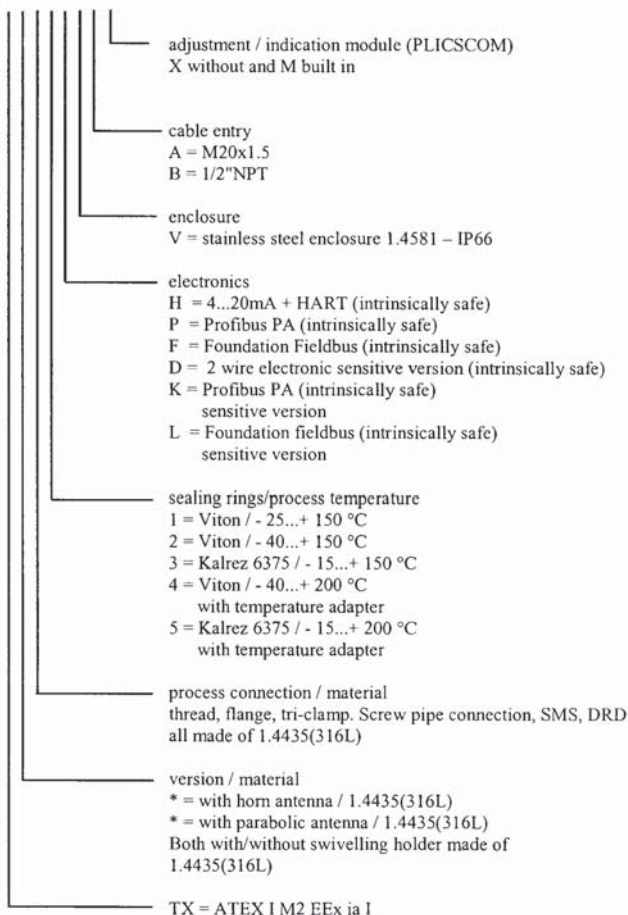 adjustment / indication module (PLICSCOM)
X without and M built in
cable entry
A = M20x1.5
B = 1/2"NPT
enclosure
V = stainless steel enclosure 1.4581 – IP66
electronics
H = 4...20mA + HART (intrinsically safe)
P = Profibus PA (intrinsically safe)
F = Foundation Fieldbus (intrinsically safe)
D = 2 wire electronic sensitive version (intrinsically safe)
K = Profibus PA (intrinsically safe)
sensitive version
L = Foundation fieldbus (intrinsically safe)
sensitive version
sealing rings/process temperature
1 = Viton / - 25...+ 150 °C
2 = Viton / - 40...+ 150 °C
3 = Kalrez 6375 / - 15...+ 150 °C
4 = Viton / - 40...+ 200 °C
with temperature adapter
5 = Kalrez 6375 / - 15...+ 200 °C
with temperature adapter
process connection / material
thread, flange, tri-clamp. Screw pipe connection, SMS, DRD
all made of 1.4435(316L)
version / material
* = with horn antenna / 1.4435(316L)
* = with parabolic antenna / 1.4435(316L)
Both with/without swivelling holder made of
1.4435(316L)
TX = ATEX I M2 EEx ia I